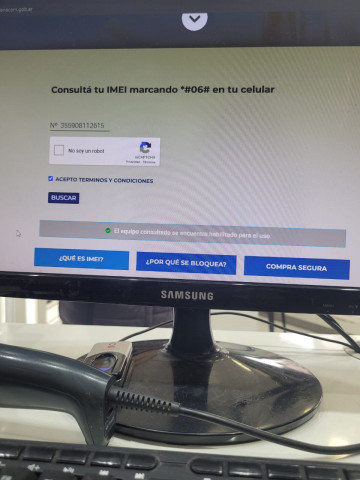 Consultá tu IMEI marcando *#06# en tu celular
Nº 355908112615
No soy un robot
reCAPTCHA
Privacidad - Términos
ACEPTO TERMINOS Y CONDICIONES
BUSCAR
El equipo consultado se encuentra habilitado para el uso
¿QUÉ ES IMEI?
¿POR QUÉ SE BLOQUEA?
COMPRA SEGURA
SAMSUNG